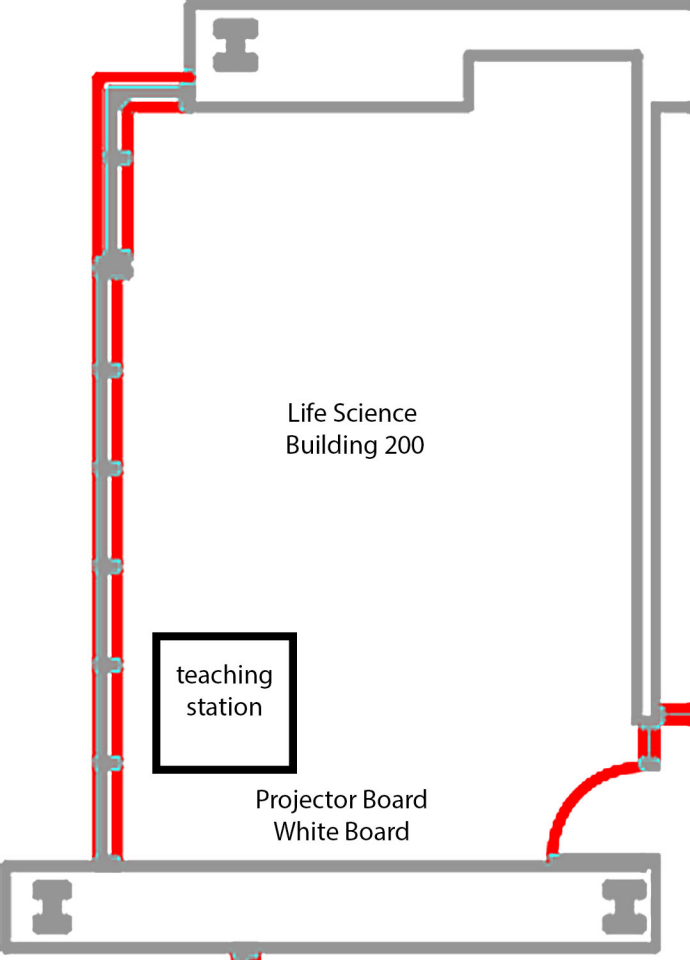 Life Science
Building 200
teaching
station
Projector Board
White Board